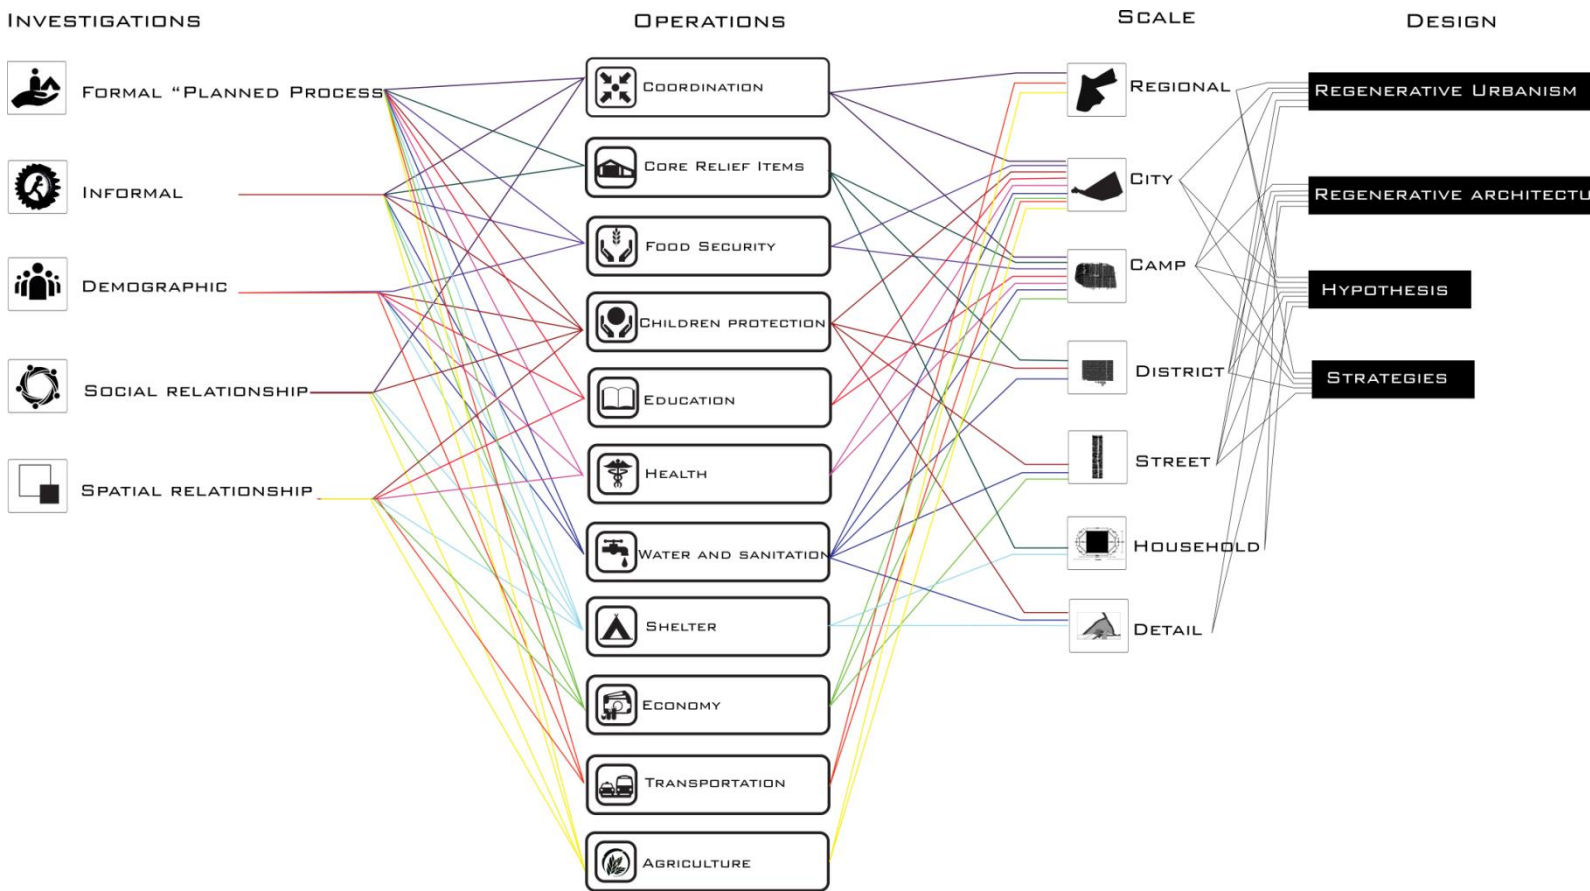 INVESTIGATIONS
OPERATIONS
SCALE
DESIGN
FORMAL "PLANNED PROCESS
INFORMAL
DEMOGRAPHIC
SOCIAL RELATIONSHIP
SPATIAL RELATIONSHIP
COORDINATION
CORE RELIEF ITEMS
FOOD SECURITY
CHILDREN PROTECTION
EDUCATION
HEALTH
WATER AND SANITATION
SHELTER
ECONOMY
TRANSPORTATION
AGRICULTURE
REGIONAL
CITY
CAMP
DISTRICT
STREET
HOUSEHOLD
DETAIL
REGENERATIVE URBANISM
REGENERATIVE ARCHITECTU
HYPOTHESIS
STRATEGIES